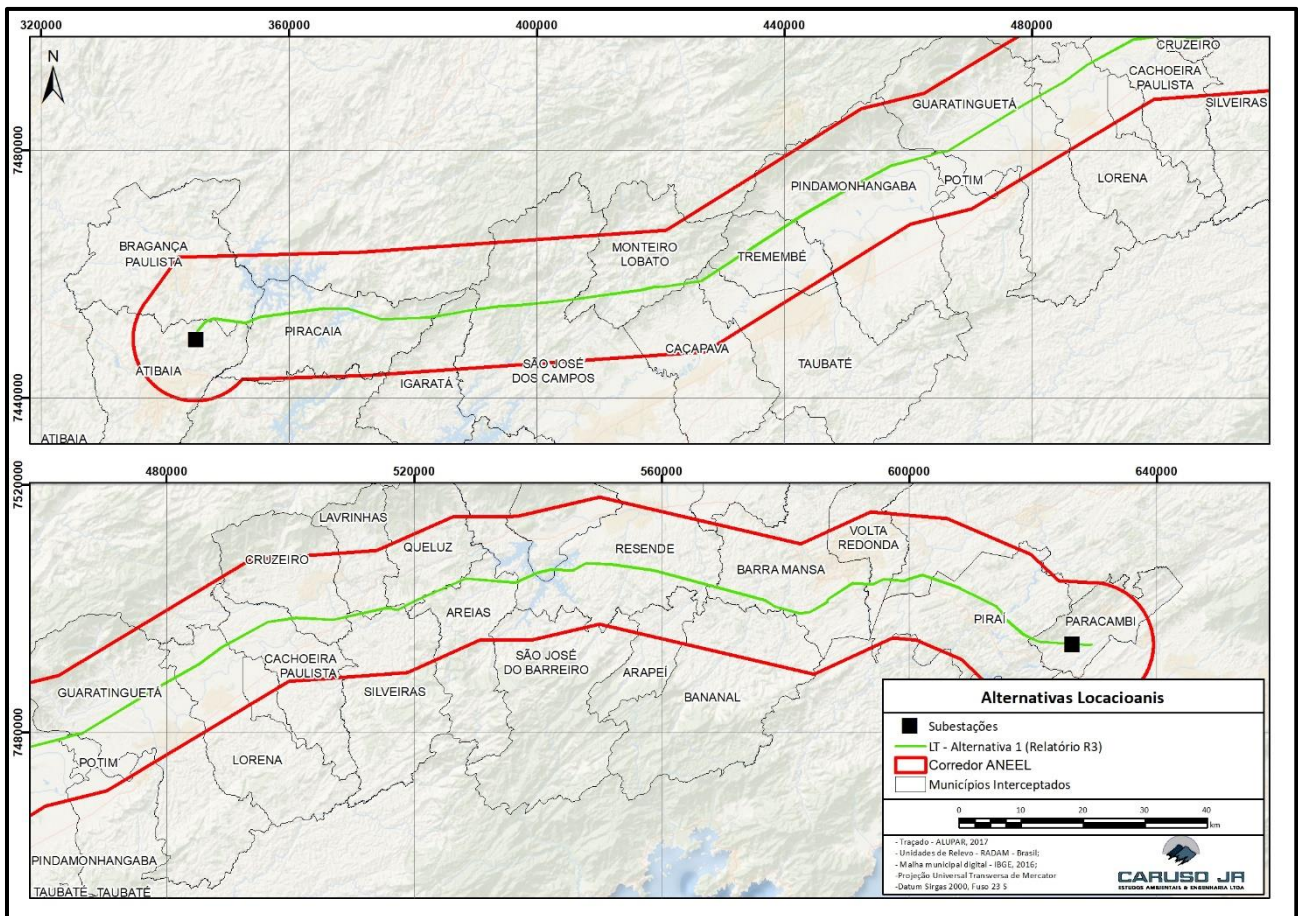 320000 360000 400000 440000 480000
N
CRUZEIRO
CACHOEIRA
PAULISTA
SILVEIRAS
GUARATINGUETÁ
7480000
LORENA
POTIM
PINDAMONHANGABA
BRAGANÇA
PAULISTA
MONTEIRO
LOBATO
TREMEMBÉ
PIRACAIA
CAÇAPAVA
TAUBATÉ
ATIBAIA
SÃO JOSÉ
DOS CAMPOS
IGARATÁ
7440000
ATIBAIA
480000 520000 560000 600000 640000
7520000
LAVRINHAS
QUELUZ
RESENDE
VOLTA
REDONDA
CRUZEIRO
BARRA MANSA
AREIAS
PIRAÍ
PARACAMBI
CACHOEIRA
PAULISTA
SÃO JOSÉ
DO BARREIRO
ARAPEÍ
GUARATINGUETÁ
SILVEIRAS
BANANAL
7480000
POTIM
LORENA
PINDAMONHANGABA
TAUBATÉ
TAUBATÉ
Alternativas Locacioanis
Subestações
LT - Alternativa 1 (Relatório R3)
Corredor ANEEL
Municípios Interceptados
0 10 20 30 40
km
- Traçado - ALUPAR, 2017
- Unidades de Relevo - RADAM - Brasil;
- Malha municipal digital - IBGE, 2016;
-Projeção Universal Transversa de Mercator
-Datum Sirgas 2000, Fuso 23 S
CARUSO JR
ESTUDOS AMBIENTAIS & ENGENHARIA LTDA